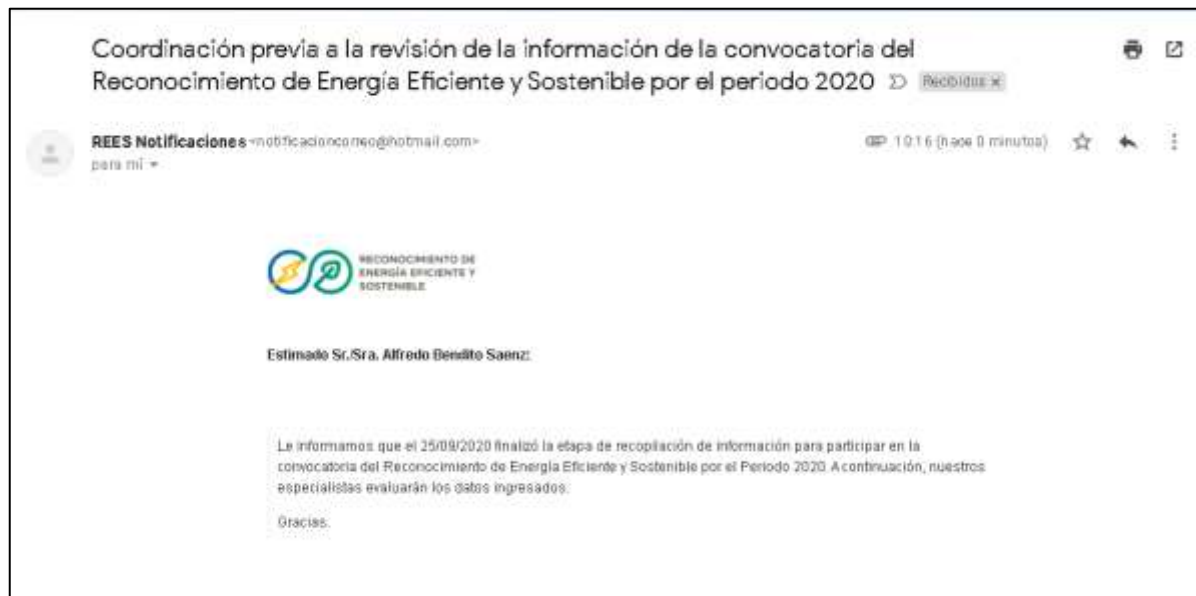 Coordinación previa a la revisión de la información de la convocatoria del
Reconocimiento de Energía Eficiente y Sostenible por el periodo 2020 Recibidos x
REES Notificaciones <notificacioncorreo@hotmail.com> 10:16 (hace 0 minutos)
para mí
RECONOCIMIENTO DE
ENERGÍA EFICIENTE Y
SOSTENIBLE
Estimado Sr./Sra. Alfredo Bendito Saenz:
Le informamos que el 25/09/2020 finalizó la etapa de recopilación de información para participar en la
convocatoria del Reconocimiento de Energía Eficiente y Sostenible por el Periodo 2020. A continuación, nuestros
especialistas evaluarán los datos ingresados.
Gracias.